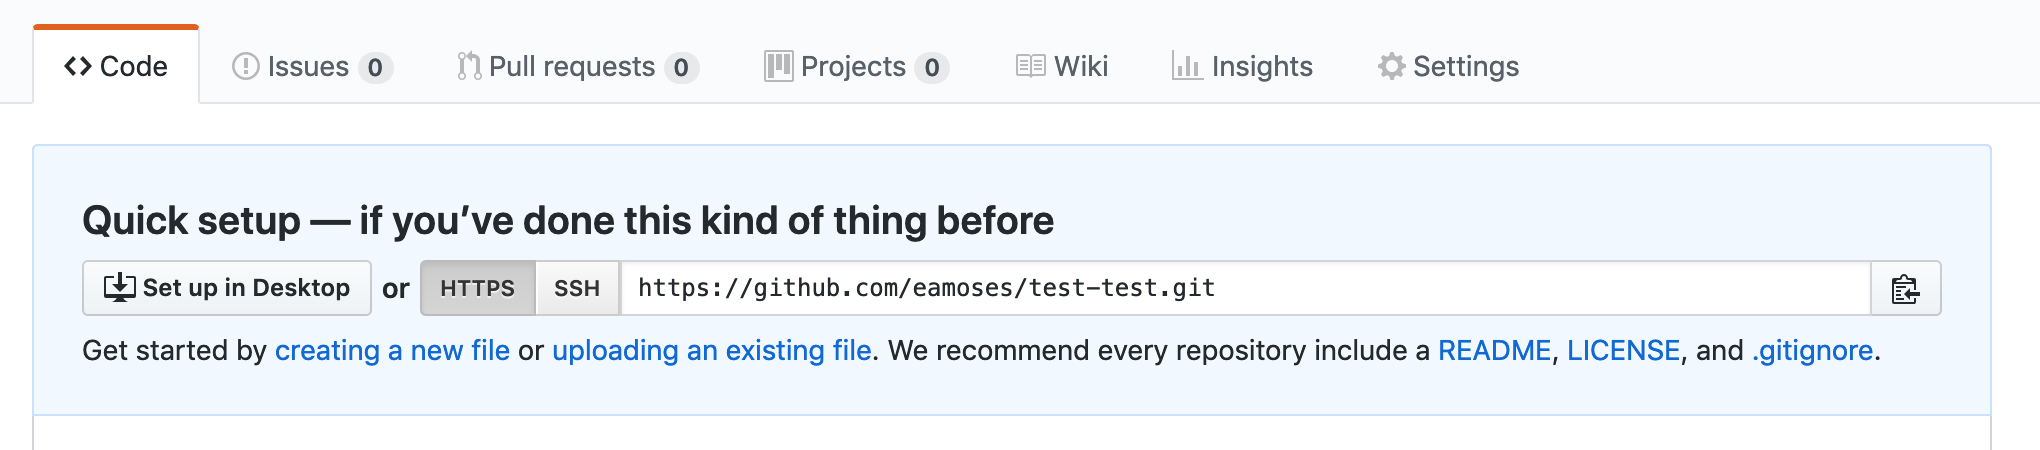 Code Issues 0 Pull requests 0 Projects 0 Wiki Insights Settings
Quick setup — if you’ve done this kind of thing before
Set up in Desktop or HTTPS SSH https://github.com/eamoses/test-test.git
Get started by creating a new file or uploading an existing file. We recommend every repository include a README, LICENSE, and .gitignore.